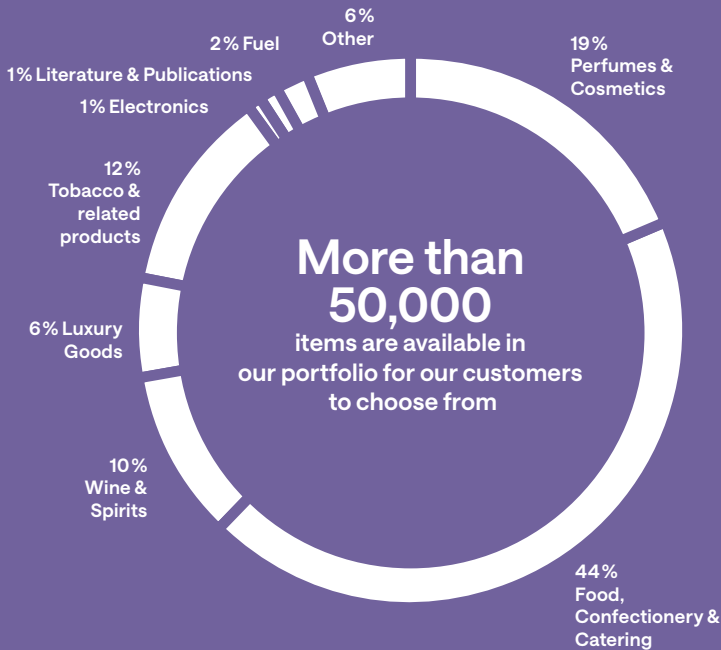 6%
Other
2% Fuel
1% Literature & Publications
1% Electronics
12%
Tobacco &
related
products
6% Luxury
Goods
10%
Wine &
Spirits
19%
Perfumes &
Cosmetics
More than
50,000
items are available in
our portfolio for our customers
to choose from
44%
Food,
Confectionery &
Catering